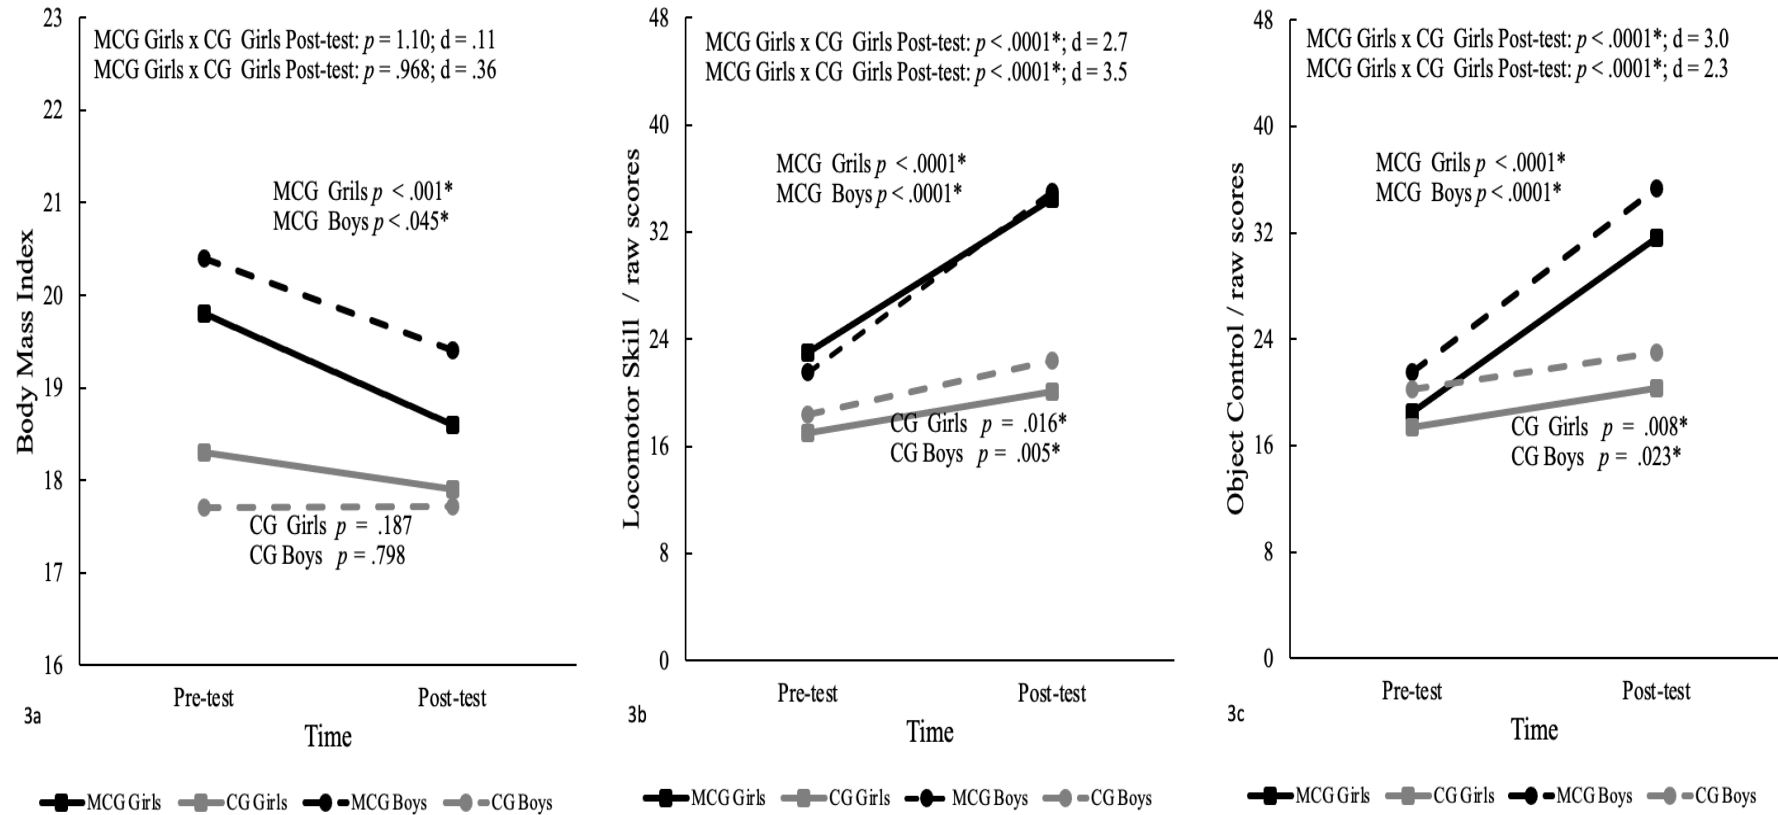 MCG Girls x CG Girls Post-test: p = 1.10; d = .11
MCG Girls x CG Girls Post-test: p = .968; d = .36
MCG Grils p < .001*
MCG Boys p < .045*
CG Girls p = .187
CG Boys p = .798
Body Mass Index
23
22
21
20
19
18
17
16
Pre-test
Post-test
Time
3a
MCG Girls
CG Girls
MCG Boys
CG Boys
MCG Girls x CG Girls Post-test: p < .0001*; d = 2.7
MCG Girls x CG Girls Post-test: p < .0001*; d = 3.5
MCG Grils p < .0001*
MCG Boys p < .0001*
CG Girls p = .016*
CG Boys p = .005*
Locomotor Skill / raw scores
48
40
32
24
16
8
0
Pre-test
Post-test
Time
3b
MCG Girls
CG Girls
MCG Boys
CG Boys
MCG Girls x CG Girls Post-test: p < .0001*; d = 3.0
MCG Girls x CG Girls Post-test: p < .0001*; d = 2.3
MCG Grils p < .0001*
MCG Boys p < .0001*
CG Girls p = .008*
CG Boys p = .023*
Object Control / raw scores
48
40
32
24
16
8
0
Pre-test
Post-test
Time
3c
MCG Girls
CG Girls
MCG Boys
CG Boys